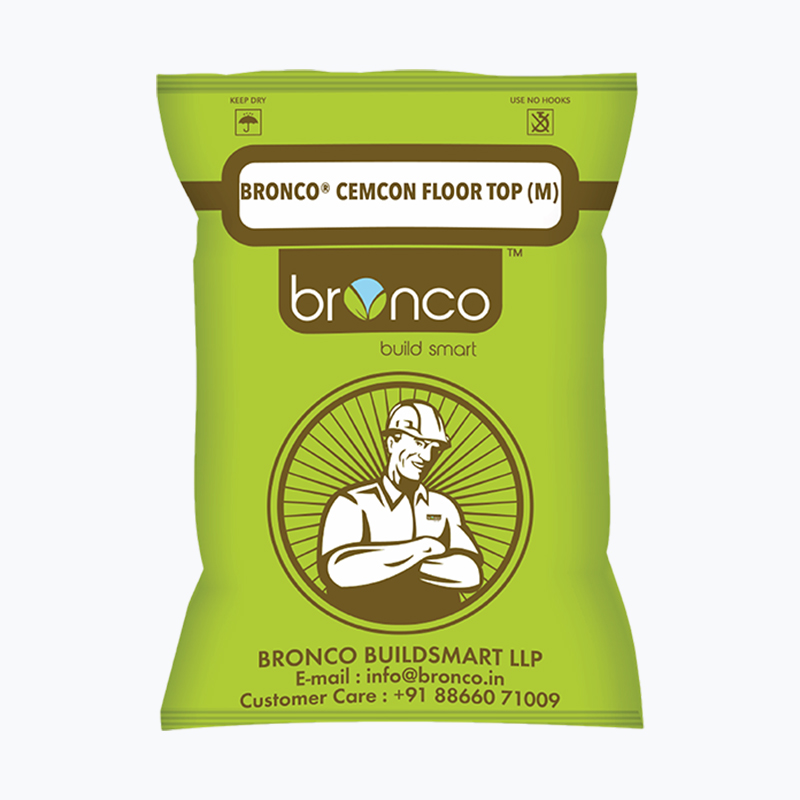 KEEP DRY
USE NO HOOKS
BRONCO® CEMCON FLOOR TOP (M)
bronco
TM
build smart
BRONCO BUILDSMART LLP
E-mail : info@bronco.in
Customer Care : +91 88660 71009